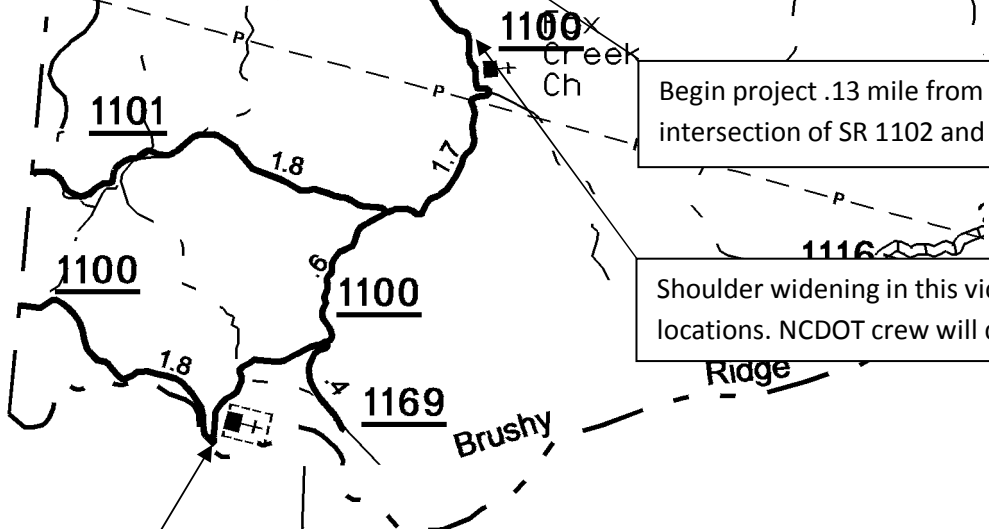 1100
Fox
Creek
Ch
P
P
P
Begin project .13 mile from
intersection of SR 1102 and
1101
1.8
1.7
1116
1100
.6
1100
Shoulder widening in this
locations. NCDOT crew will
1.8
.4
1169
Ridge
Brushy